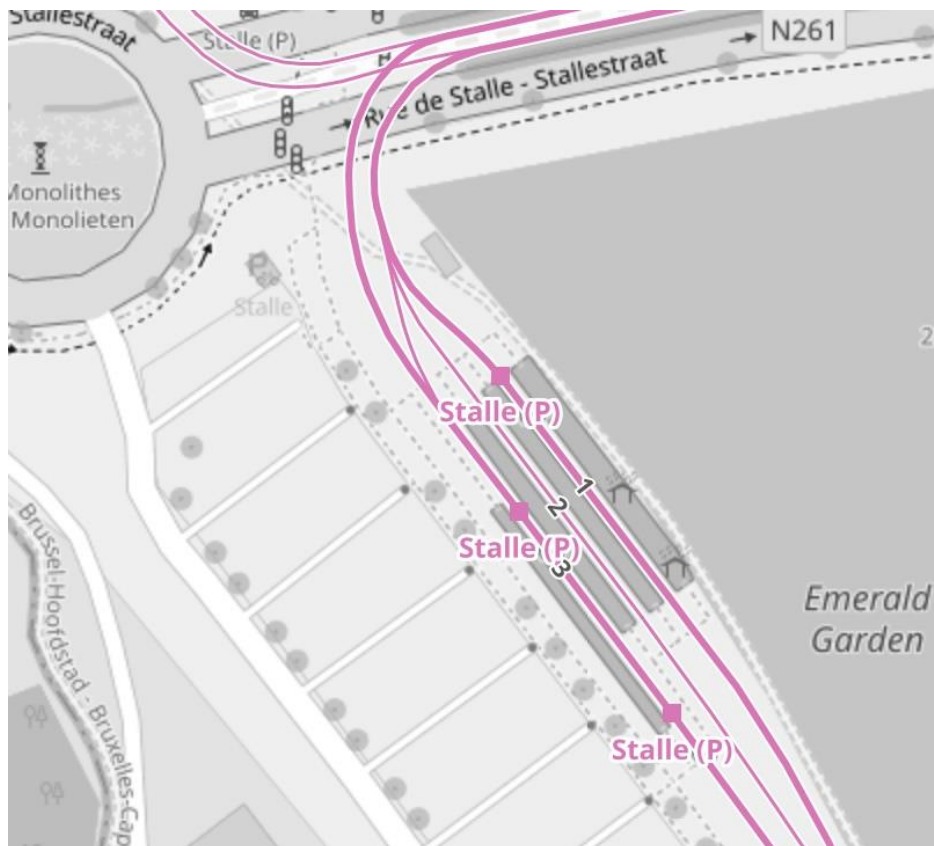 Stallestraat
Stalle (P)
N261
Rue de Stalle - Stallestraat
Monolithes
Monolieten
P
Stalle
2
Stalle (P)
1
2
Stalle (P)
3
Brussel-Hoofdstad - Bruxelles-Cap
Emerald
Garden
Stalle (P)